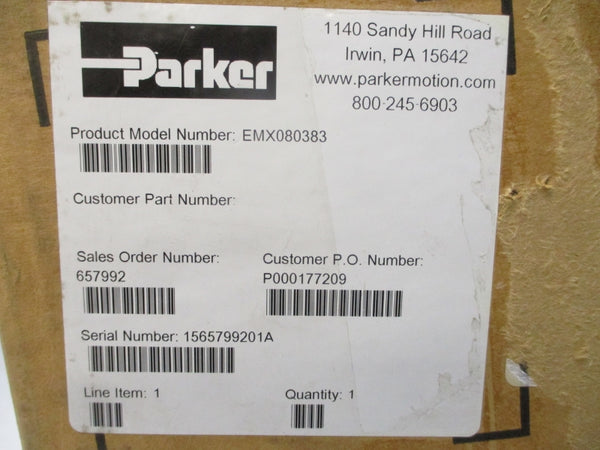 Parker
1140 Sandy Hill Road
Irwin, PA 15642
www.parkermotion.com
800-245-6903
Product Model Number: EMX080383
Customer Part Number:
Sales Order Number:
657992
Customer P.O. Number:
P000177209
Serial Number: 1565799201A
Line Item: 1
Quantity: 1